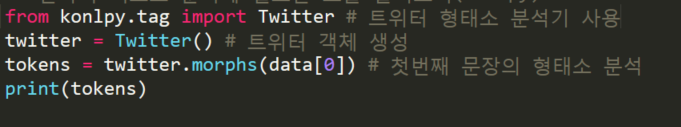 from konlpy.tag import Twitter # 트위터 형태소 분석기 사용
twitter = Twitter() # 트위터 객체 생성
tokens = twitter.morphs(data[0]) # 첫번째 문장의 형태소 분석
print(tokens)